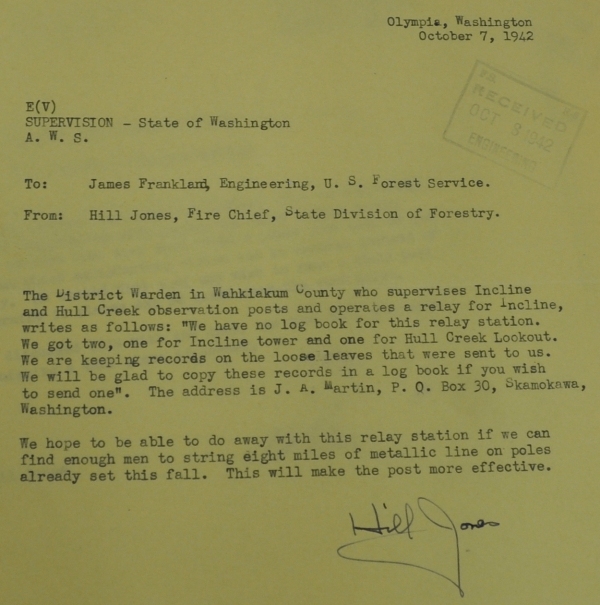 Olympia, Washington
October 7, 1942
RECEIVED
OCT 8 1942
ENGINEERING
E(V)
SUPERVISION - State of Washington
A. W. S.
To: James Frankland, Engineering, U. S. Forest Service.
From: Hill Jones, Fire Chief, State Division of Forestry.
The District Warden in Wahkiakum County who supervises Incline
and Hull Creek observation posts and operates a relay for Incline,
writes as follows: "We have no log book for this relay station.
We got two, one for Incline tower and one for Hull Creek Lookout.
We are keeping records on the loose leaves that were sent to us.
We will be glad to copy these records in a log book if you wish
to send one". The address is J. A. Martin, P. O. Box 30, Skamokawa,
Washington.
We hope to be able to do away with this relay station if we can
find enough men to string eight miles of metallic line on poles
already set this fall. This will make the post more effective.
Hill Jones